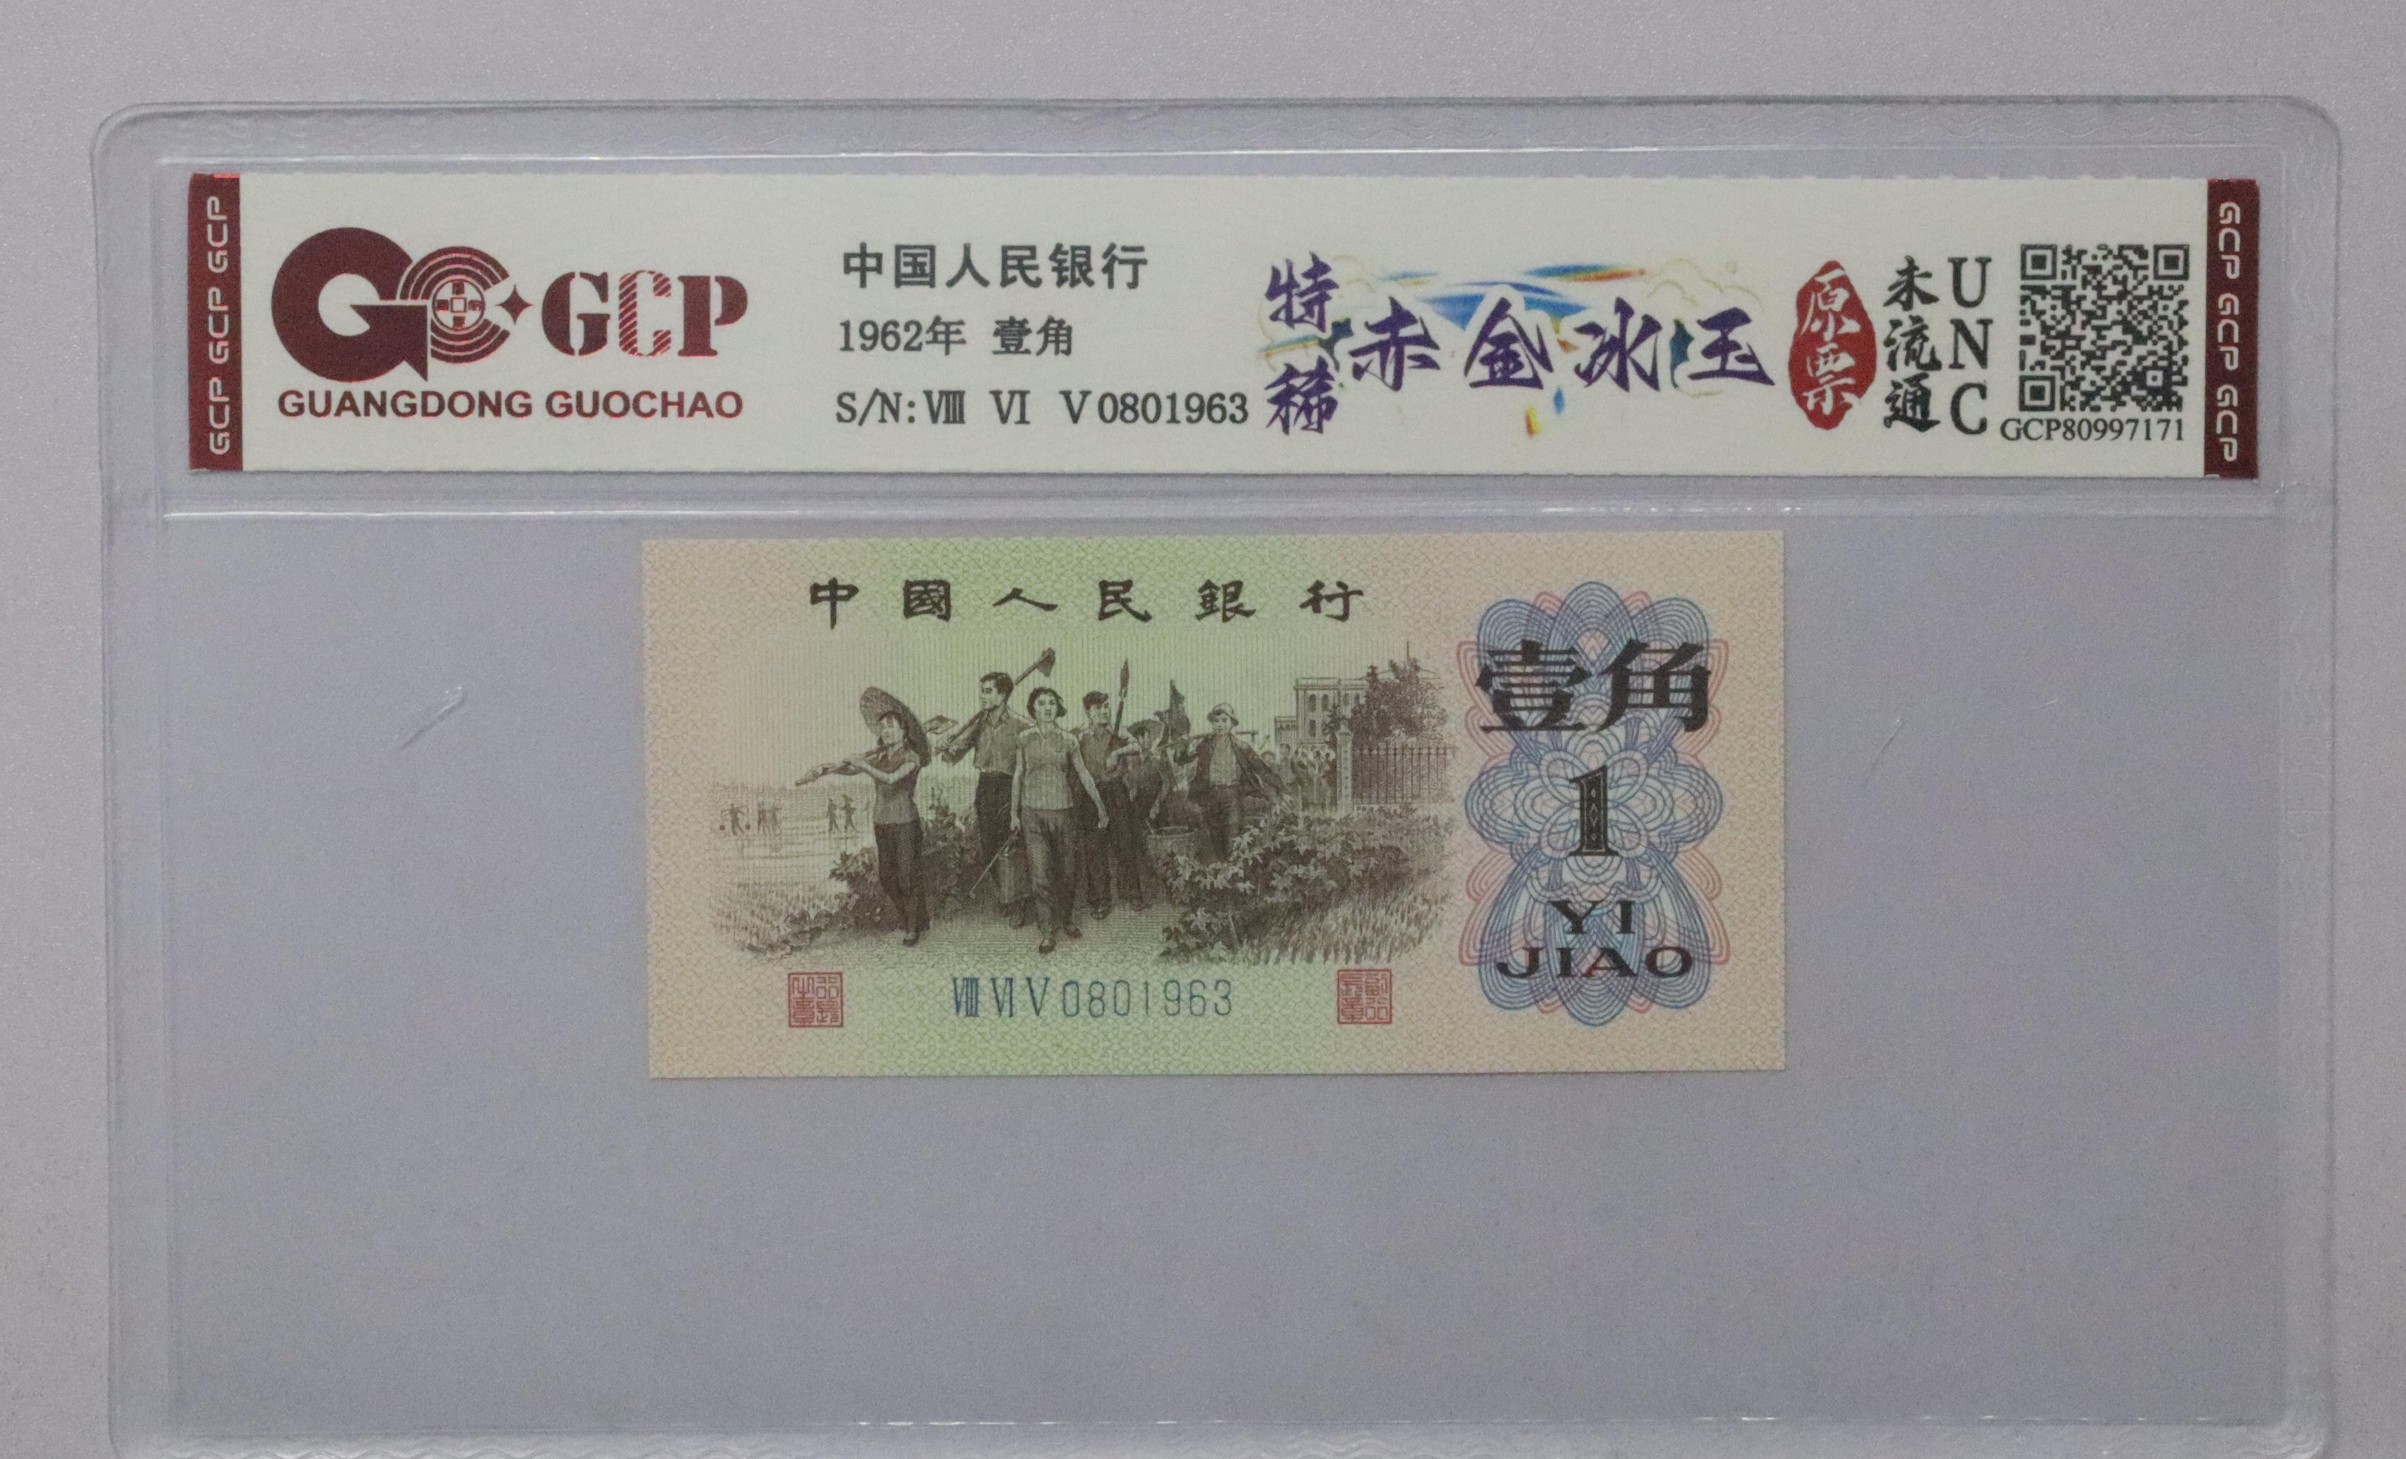 GCP GCP GCP
GCP
GUANGDONG GUOCHAO
中国人民银行
1962年 壹角
S/N: Ⅷ Ⅵ Ⅴ 0801963
特稀
赤金冰玉
原票
未流通
UNC
GCP80997171
GCP GCP GCP
中國人民銀行
壹角
1
YI
JIAO
Ⅷ Ⅵ Ⅴ 0801963